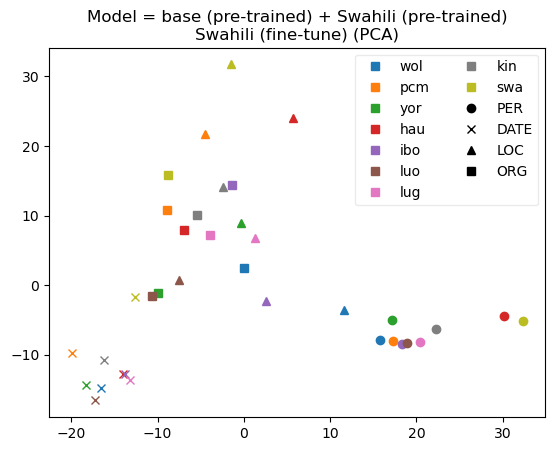 Model = base (pre-trained) + Swahili (pre-trained)
Swahili (fine-tune) (PCA)
wol
pcm
yor
hau
ibo
luo
lug
kin
swa
PER
DATE
LOC
ORG
30
20
10
0
−10
−20
−10
0
10
20
30